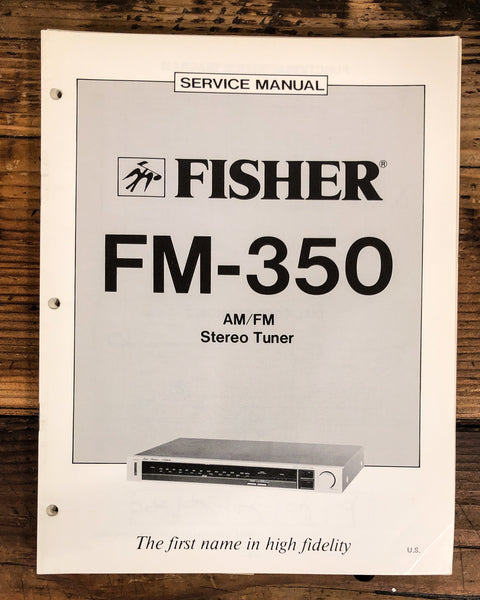 SERVICE MANUAL
FISHER®
FM-350
AM/FM
Stereo Tuner
The first name in high fidelity
U.S.